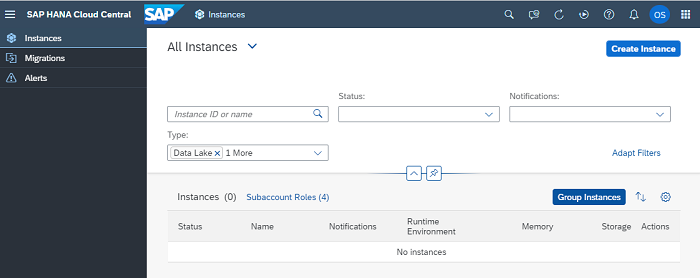 SAP HANA Cloud Central
SAP
Instances
OS
Instances
Migrations
Alerts
All Instances
Create Instance
Status:
Notifications:
Instance ID or name
Type:
Data Lake × 1 More
Adapt Filters
Instances (0) Subaccount Roles (4)
Group Instances
Status Name Notifications Runtime Environment Memory Storage Actions
No instances